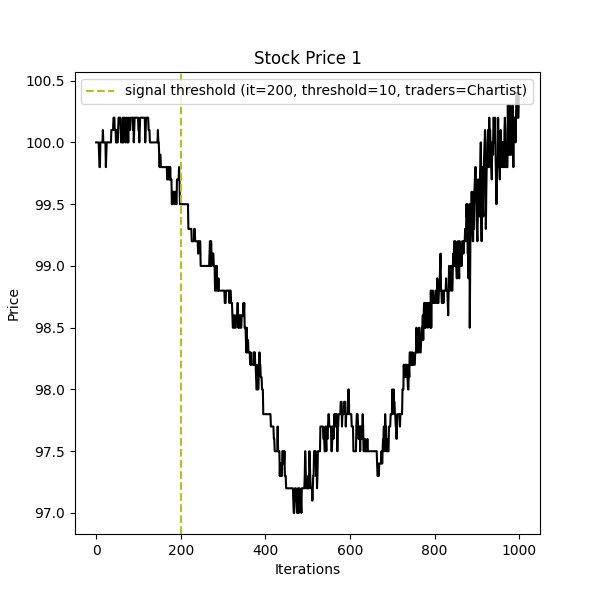 Stock Price 1
signal threshold (it=200, threshold=10, traders=Chartist)
100.5
100.0
99.5
99.0
98.5
98.0
97.5
97.0
Price
0 200 400 600 800 1000
Iterations